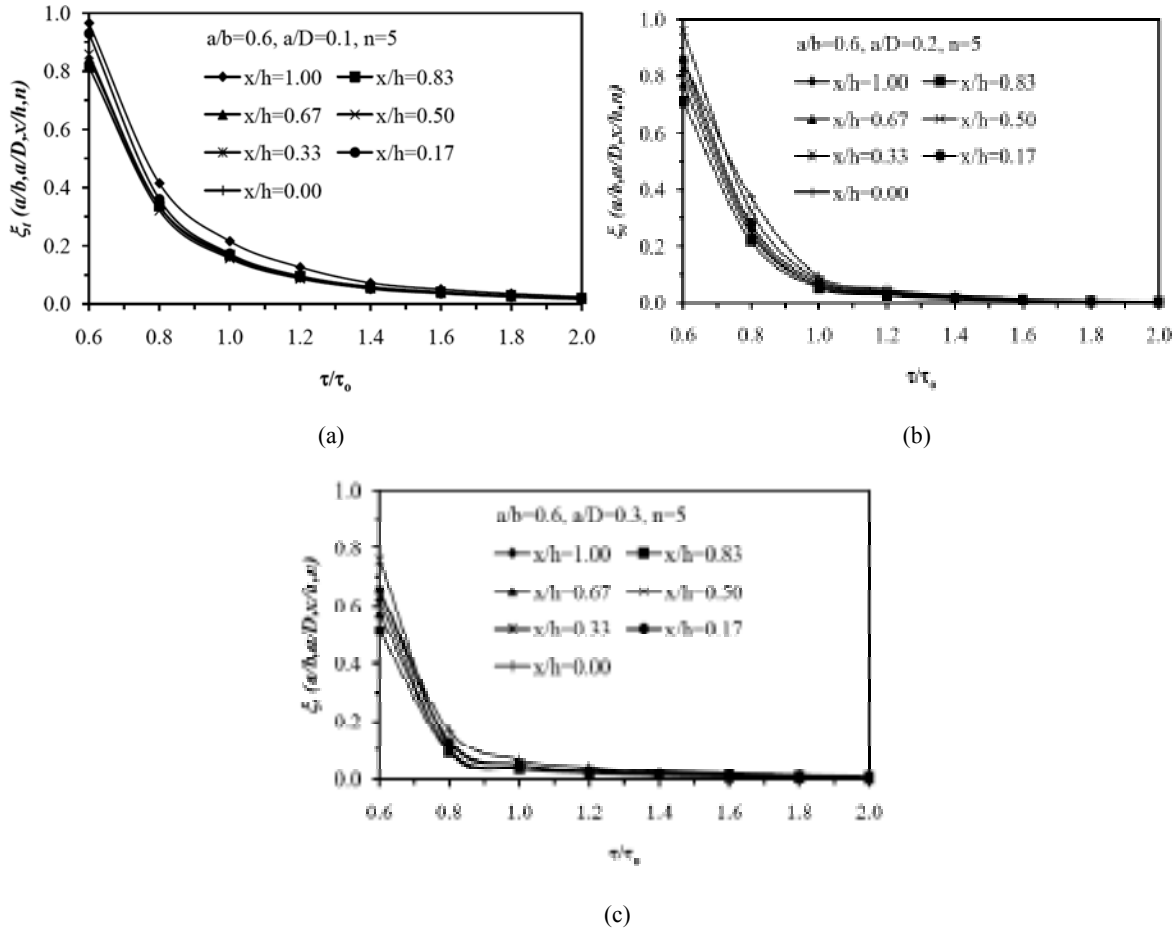 ξI (a/b,a/D,x/h,n)
1.0
0.8
0.6
0.4
0.2
0.0
a/b=0.6, a/D=0.1, n=5
x/h=1.00 x/h=0.83
x/h=0.67 x/h=0.50
x/h=0.33 x/h=0.17
x/h=0.00
0.6 0.8 1.0 1.2 1.4 1.6 1.8 2.0
τ/τo
(a)
ξI (a/b,a/D,x/h,n)
1.0
0.8
0.6
0.4
0.2
0.0
a/b=0.6, a/D=0.2, n=5
x/h=1.00 x/h=0.83
x/h=0.67 x/h=0.50
x/h=0.33 x/h=0.17
x/h=0.00
0.6 0.8 1.0 1.2 1.4 1.6 1.8 2.0
τ/τo
(b)
ξI (a/b,a/D,x/h,n)
1.0
0.8
0.6
0.4
0.2
0.0
a/b=0.6, a/D=0.3, n=5
x/h=1.00 x/h=0.83
x/h=0.67 x/h=0.50
x/h=0.33 x/h=0.17
x/h=0.00
0.6 0.8 1.0 1.2 1.4 1.6 1.8 2.0
τ/τo
(c)